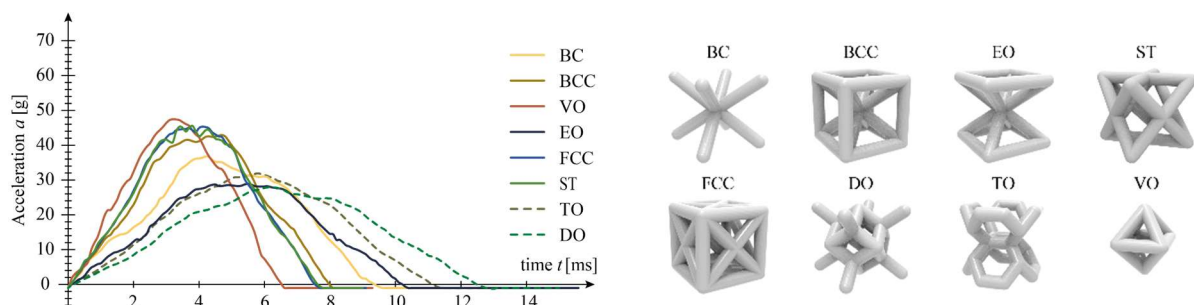 Acceleration a [g]
70
60
50
40
30
20
10
0
2
4
6
8
10
12
14
time t [ms]
BC
BCC
VO
EO
FCC
ST
TO
DO
BC BCC EO ST
FCC DO TO VO